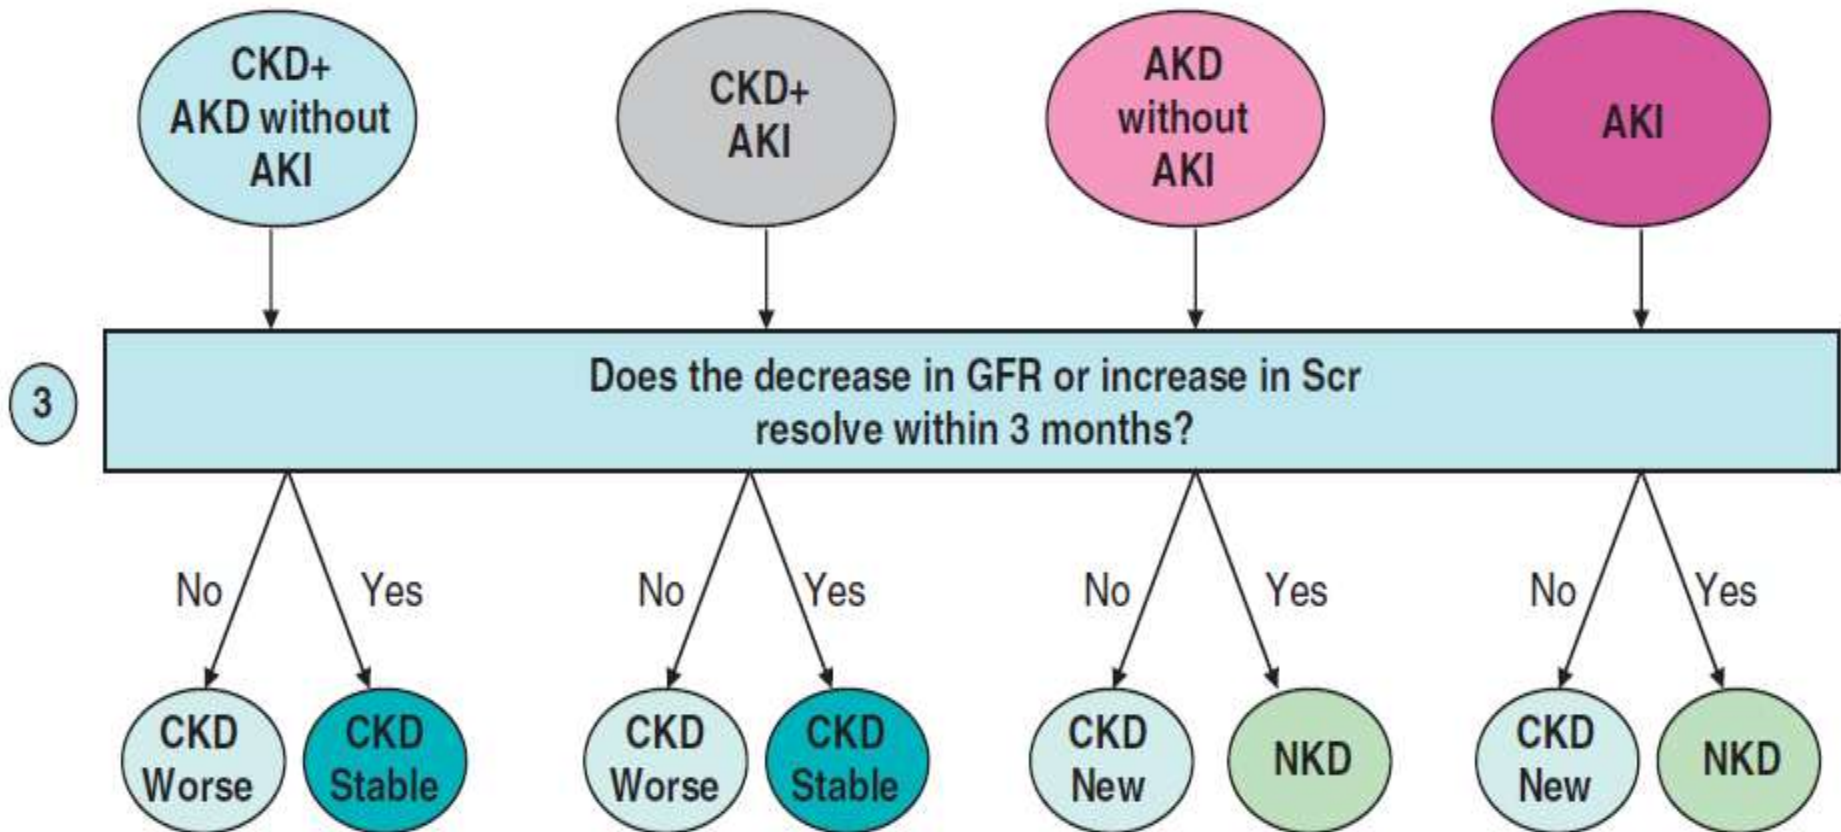 CKD+
AKD without
AKI
CKD+
AKI
AKD
without
AKI
AKI
3
Does the decrease in GFR or increase in Scr
resolve within 3 months?
No
Yes
No
Yes
No
Yes
No
Yes
CKD
Worse
CKD
Stable
CKD
Worse
CKD
Stable
CKD
New
NKD
CKD
New
NKD